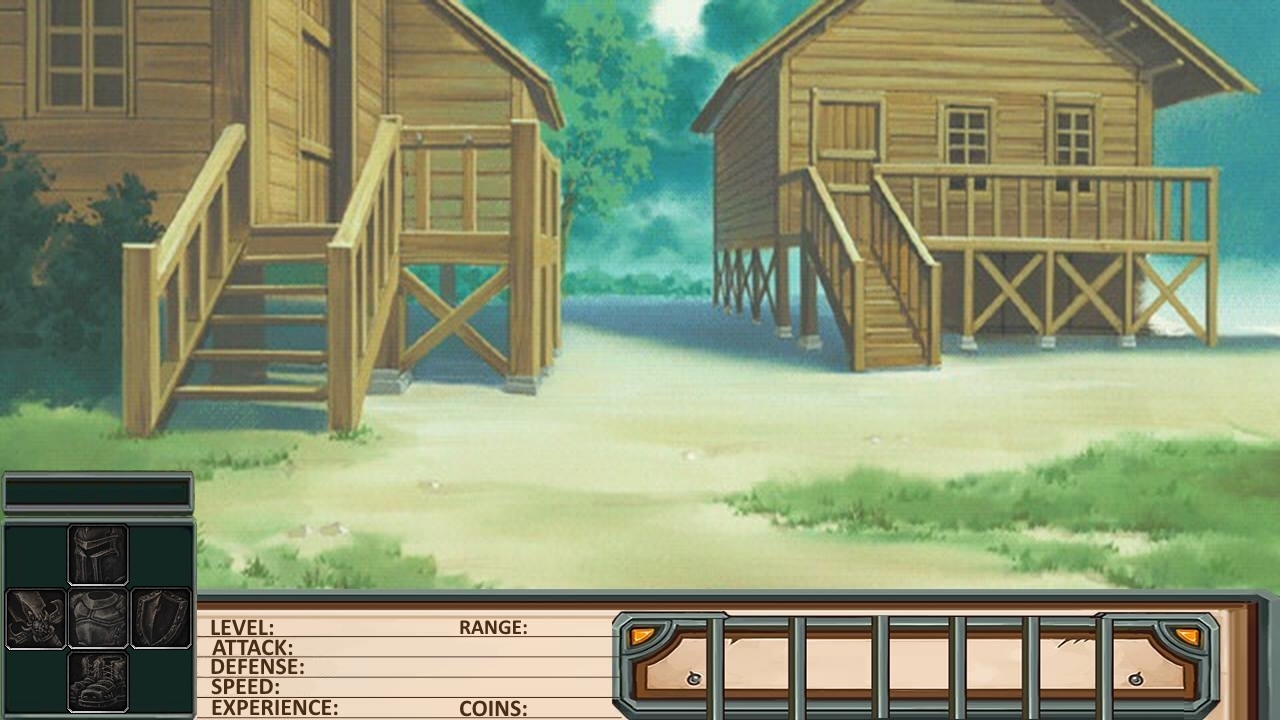 LEVEL: RANGE:
ATTACK:
DEFENSE:
SPEED:
EXPERIENCE: COINS: